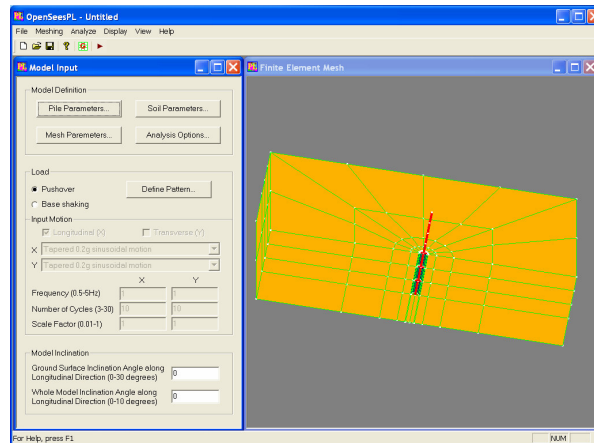 OpenSeesPL - Untitled
File Meshing Analyze Display View Help
Model Input
Finite Element Mesh
Model Definition
Pile Parameters...
Soil Parameters...
Mesh Paremeters...
Analysis Options...
Load
Pushover
Define Pattern...
Base shaking
Input Motion
Longitudinal (X)
Transverse (Y)
X Tapered 0.2g sinusoidal motion
Y Tapered 0.2g sinusoidal motion
X Y
Frequency (0.5-5Hz) 1 1
Number of Cycles (3-30) 10 10
Scale Factor (0.01-1) 1 1
Model Inclination
Ground Surface Inclination Angle along
Longitudinal Direction (0-30 degrees) 0
Whole Model Inclination Angle along
Longitudinal Direction (0-10 degrees) 0
For Help, press F1
NUM